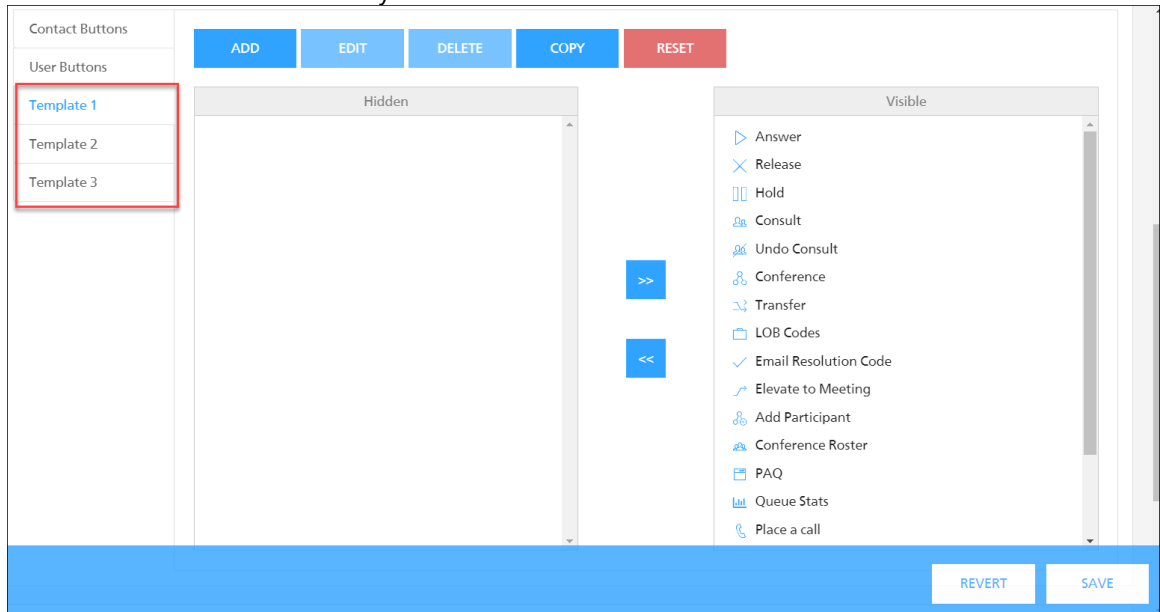 Contact Buttons
User Buttons
Template 1
Template 2
Template 3
ADD EDIT DELETE COPY RESET
Hidden
>>
<<
Visible
Answer
Release
Hold
Consult
Undo Consult
Conference
Transfer
LOB Codes
Email Resolution Code
Elevate to Meeting
Add Participant
Conference Roster
PAQ
Queue Stats
Place a call
REVERT SAVE